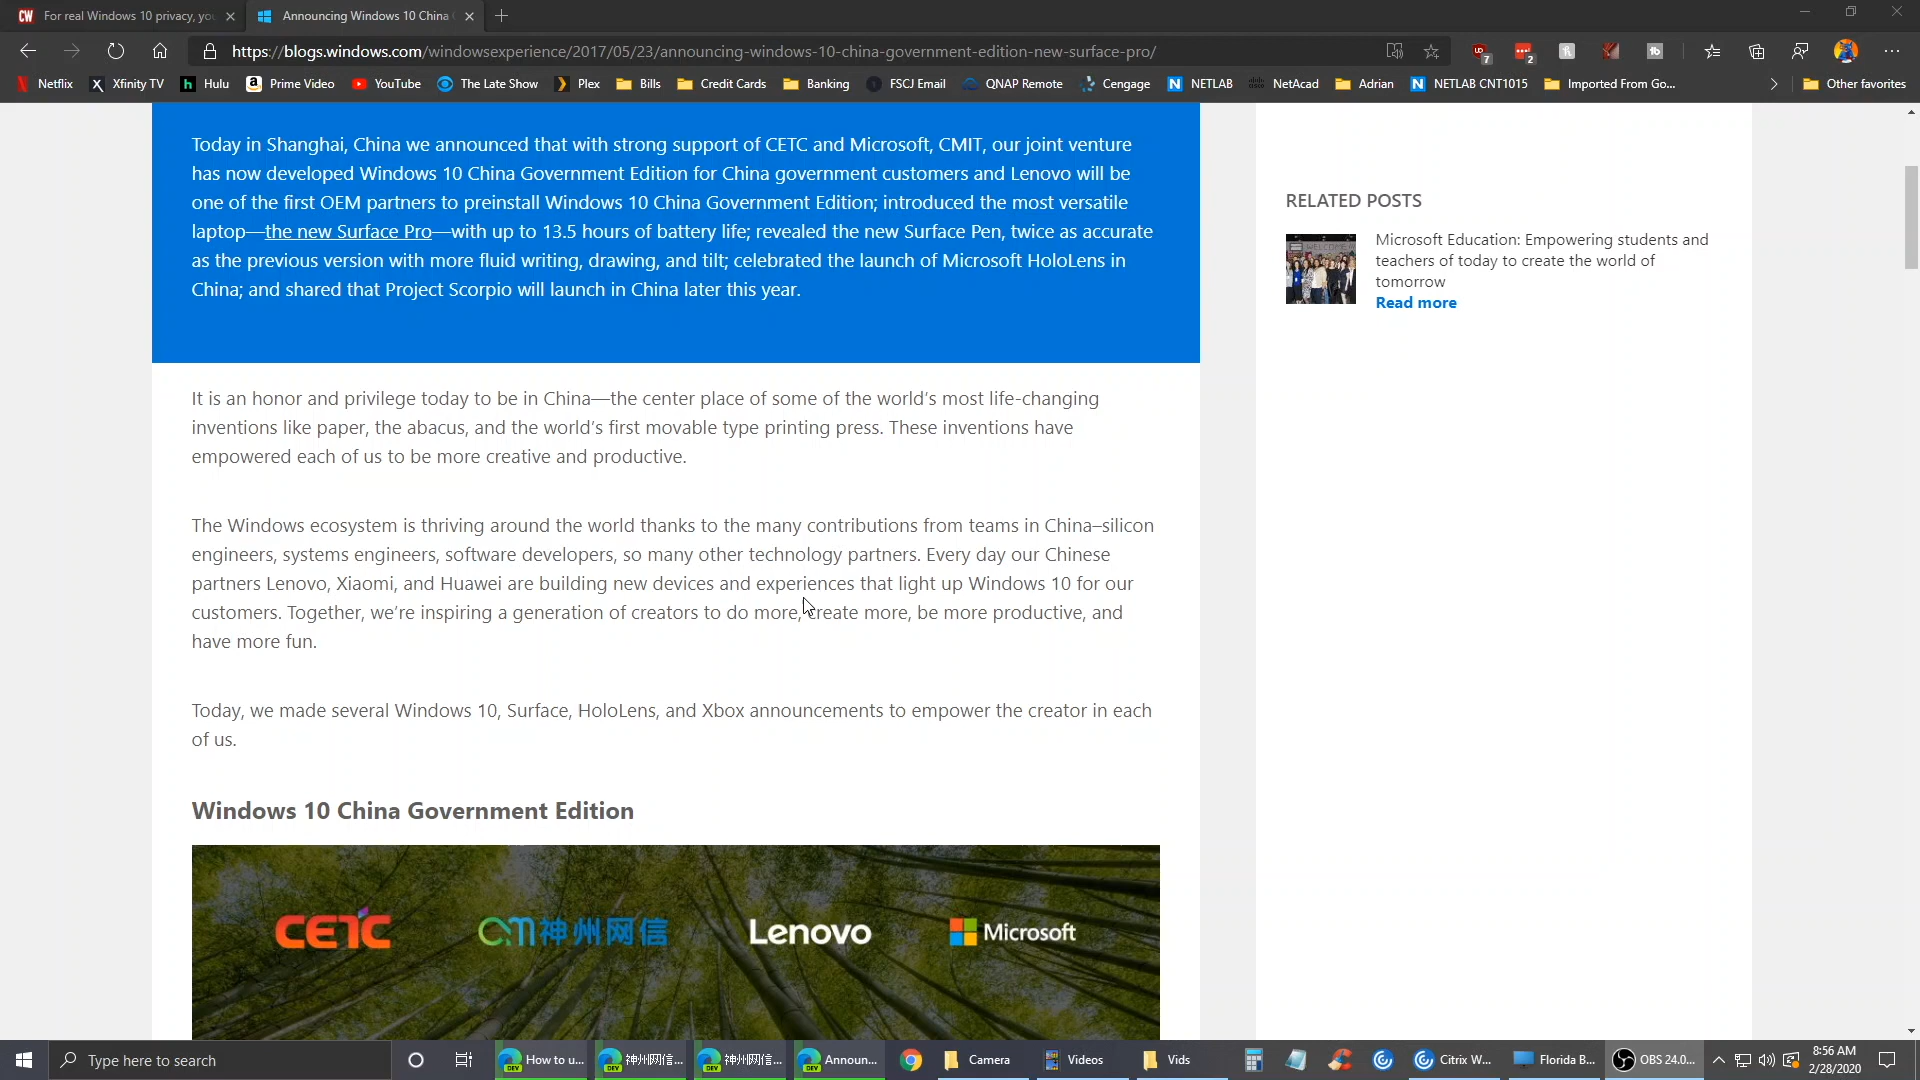 For real Windows 10 privacy, yo
Announcing Windows 10 China
https://blogs.windows.com/windowsexperience/2017/05/23/announcing-windows-10-china-government-edition-new-surface-pro/
7
2
Netflix
Xfinity TV
Hulu
Prime Video
YouTube
The Late Show
Plex
Bills
Credit Cards
Banking
FSCJ Email
QNAP Remote
Cengage
NETLAB
NetAcad
Adrian
NETLAB CNT1015
Imported From Go...
Other favorites
Today in Shanghai, China we announced that with strong support of CETC and Microsoft, CMIT, our joint venture
has now developed Windows 10 China Government Edition for China government customers and Lenovo will be
one of the first OEM partners to preinstall Windows 10 China Government Edition; introduced the most versatile
laptop—the new Surface Pro—with up to 13.5 hours of battery life; revealed the new Surface Pen, twice as accurate
as the previous version with more fluid writing, drawing, and tilt; celebrated the launch of Microsoft HoloLens in
China; and shared that Project Scorpio will launch in China later this year.
RELATED POSTS
Microsoft Education: Empowering students and
teachers of today to create the world of
tomorrow
Read more
It is an honor and privilege today to be in China—the center place of some of the world's most life-changing
inventions like paper, the abacus, and the world's first movable type printing press. These inventions have
empowered each of us to be more creative and productive.
The Windows ecosystem is thriving around the world thanks to the many contributions from teams in China–silicon
engineers, systems engineers, software developers, so many other technology partners. Every day our Chinese
partners Lenovo, Xiaomi, and Huawei are building new devices and experiences that light up Windows 10 for our
customers. Together, we're inspiring a generation of creators to do more, create more, be more productive, and
have more fun.
Today, we made several Windows 10, Surface, HoloLens, and Xbox announcements to empower the creator in each
of us.
Windows 10 China Government Edition
CETC
神州网信
Lenovo
Microsoft
Type here to search
How to u...
神州网信...
神州网信...
Announ...
Camera
Videos
Vids
Citrix W...
Florida B...
OBS 24.0...
8:56 AM
2/28/2020